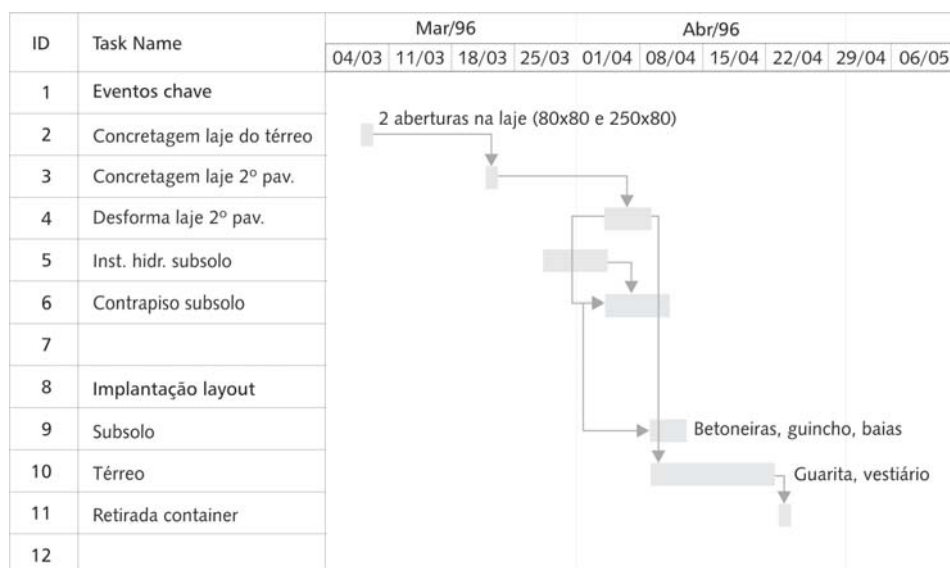 ID Task Name Mar/96 Abr/96
04/03 11/03 18/03 25/03 01/04 08/04 15/04 22/04 29/04 06/05
1 Eventos chave
2 Concretagem laje do térreo 2 aberturas na laje (80x80 e 250x80)
3 Concretagem laje 2º pav.
4 Desforma laje 2º pav.
5 Inst. hidr. subsolo
6 Contrapiso subsolo
7
8 Implantação layout
9 Subsolo Betoneiras, guincho, baias
10 Térreo Guarita, vestiário
11 Retirada container
12